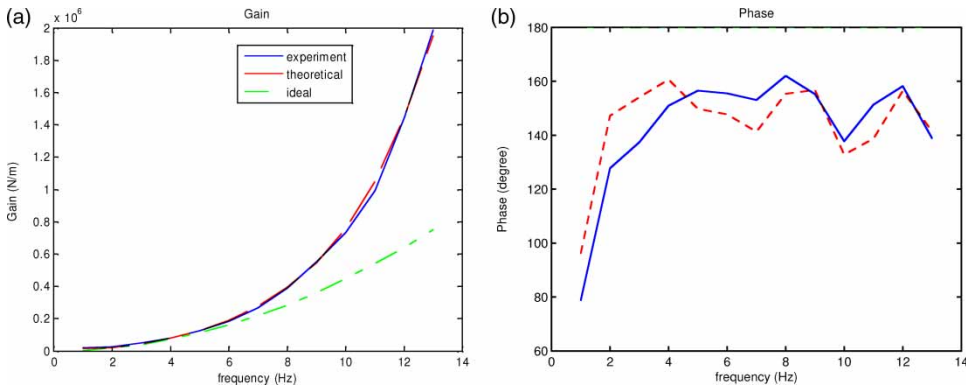 (a)
Gain
× 10⁶
2
1.8
1.6
1.4
1.2
1
0.8
0.6
0.4
0.2
0
Gain (N/m)
experiment
theoretical
ideal
0 2 4 6 8 10 12 14
frequency (Hz)
(b)
Phase
180
160
140
120
100
80
60
Phase (degree)
0 2 4 6 8 10 12 14
frequency (Hz)